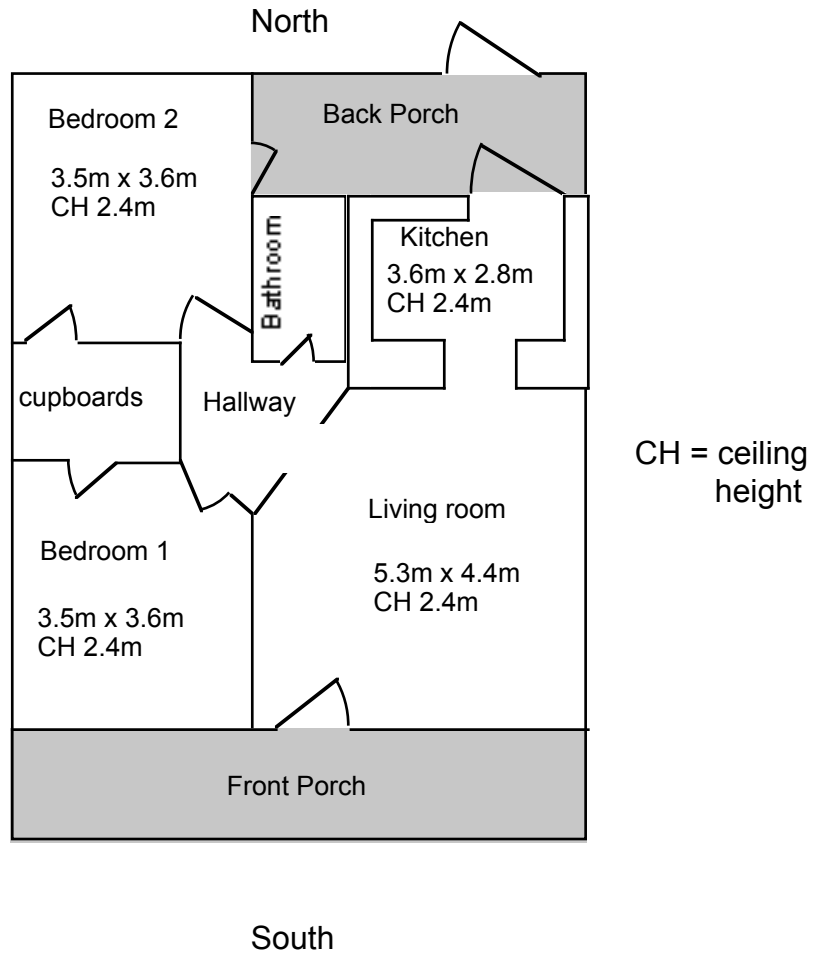 North
Back Porch
Bedroom 2
3.5m x 3.6m
CH 2.4m
Bathroom
Kitchen
3.6m x 2.8m
CH 2.4m
cupboards
Hallway
CH = ceiling
height
Living room
5.3m x 4.4m
CH 2.4m
Bedroom 1
3.5m x 3.6m
CH 2.4m
Front Porch
South